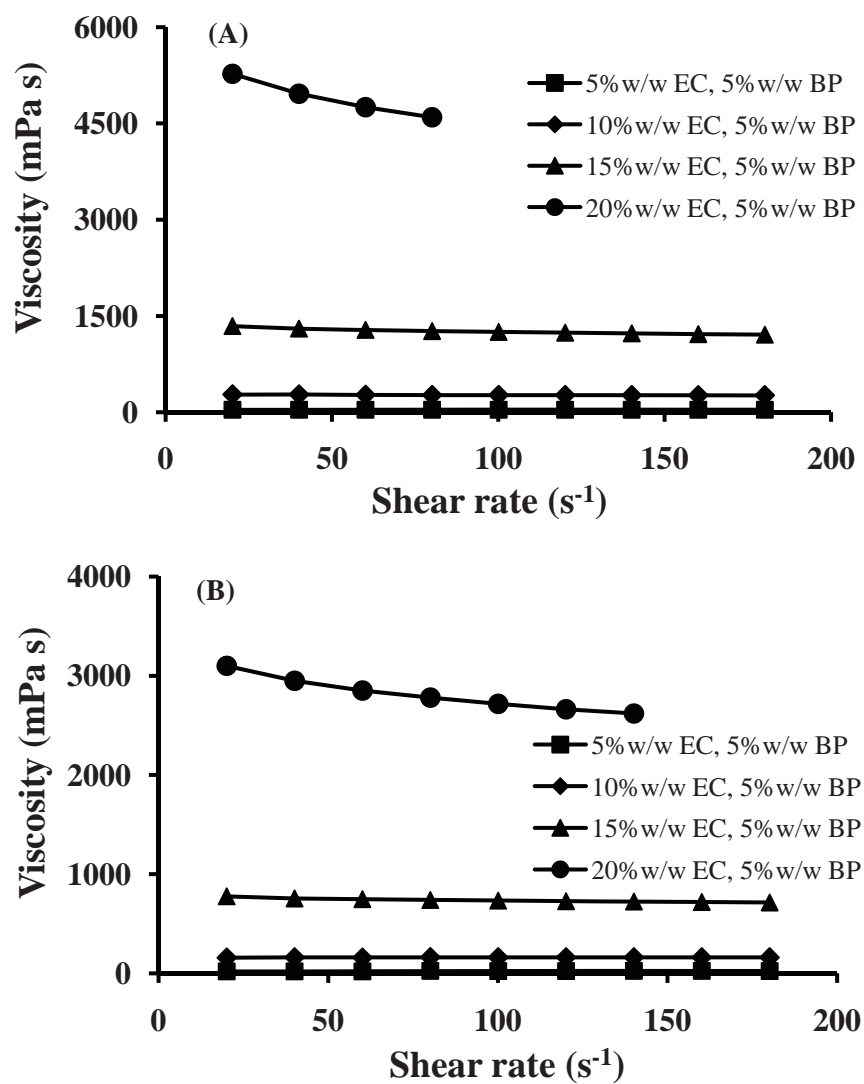 (A)
6000
4500
3000
1500
0
Viscosity (mPa s)
5%w/w EC, 5%w/w BP
10%w/w EC, 5%w/w BP
15%w/w EC, 5%w/w BP
20%w/w EC, 5%w/w BP
0 50 100 150 200
Shear rate (s-1)
(B)
4000
3000
2000
1000
0
Viscosity (mPa s)
5%w/w EC, 5%w/w BP
10%w/w EC, 5%w/w BP
15%w/w EC, 5%w/w BP
20%w/w EC, 5%w/w BP
0 50 100 150 200
Shear rate (s-1)